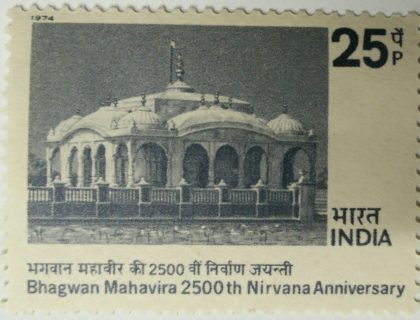 1974
25 पै
P
भारत
INDIA
भगवान महावीर की 2500 वीं निर्वाण जयन्ती
Bhagwan Mahavira 2500th Nirvana Anniversary